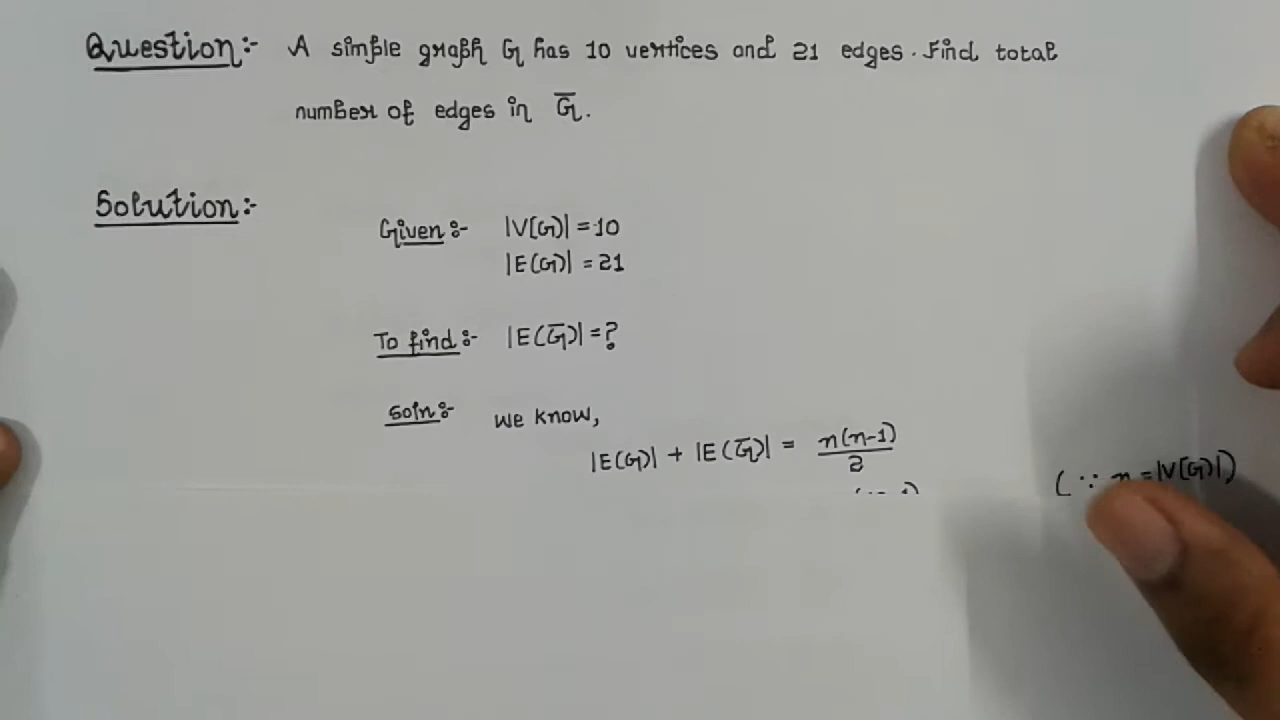 Question:- A simple graph G has 10 vertices and 21 edges. Find total
number of edges in G̅.
Solution:-
Given:- |V(G)| = 10
|E(G)| = 21
To find:- |E(G̅)| = ?
Soln:- we know,
|E(G)| + |E(G̅)| = n(n-1)/2
(∵ n = |V(G)|)